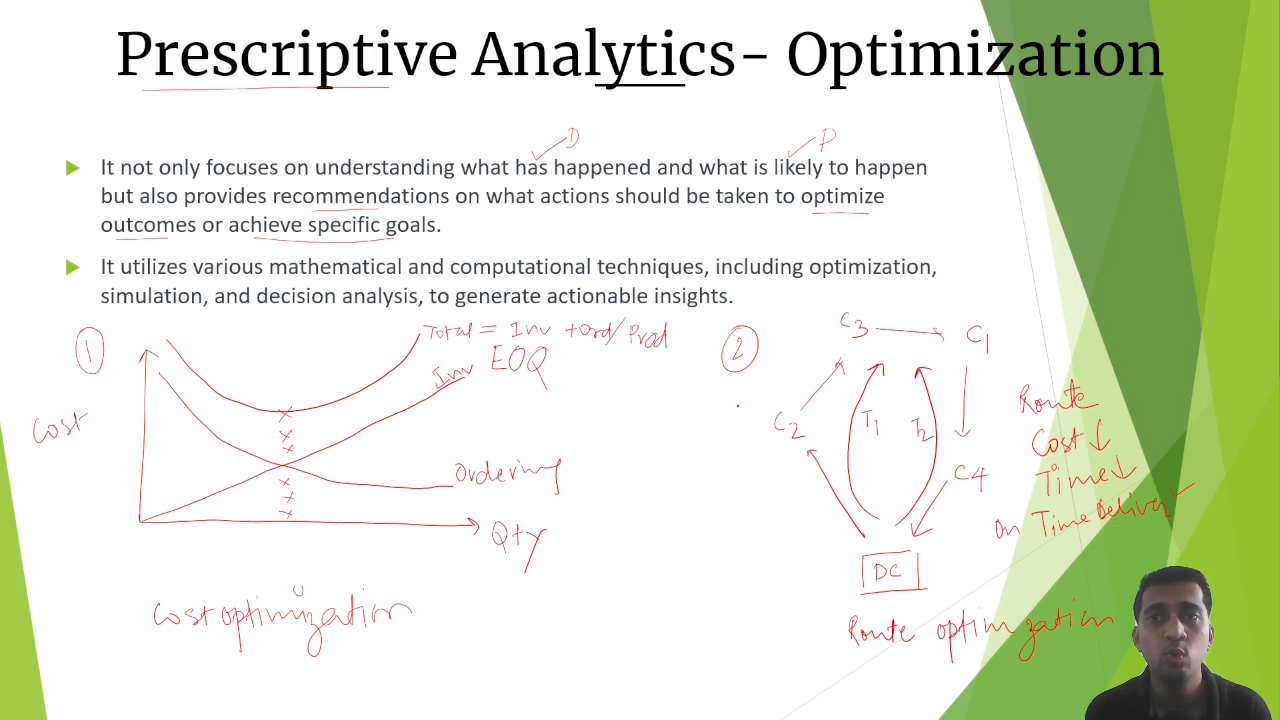 Prescriptive Analytics- Optimization
D
P
It not only focuses on understanding what has happened and what is likely to happen
but also provides recommendations on what actions should be taken to optimize
outcomes or achieve specific goals.
It utilizes various mathematical and computational techniques, including optimization,
simulation, and decision analysis, to generate actionable insights.
1
Total = Inv + Ord/Prod
EOQ
Inv
Cost
Ordering
Qty
Cost optimization
2
C3
C1
C2
T1
T2
C4
Route
Cost ↓
Time ↓
On Time Deliver
DC
Route optimization